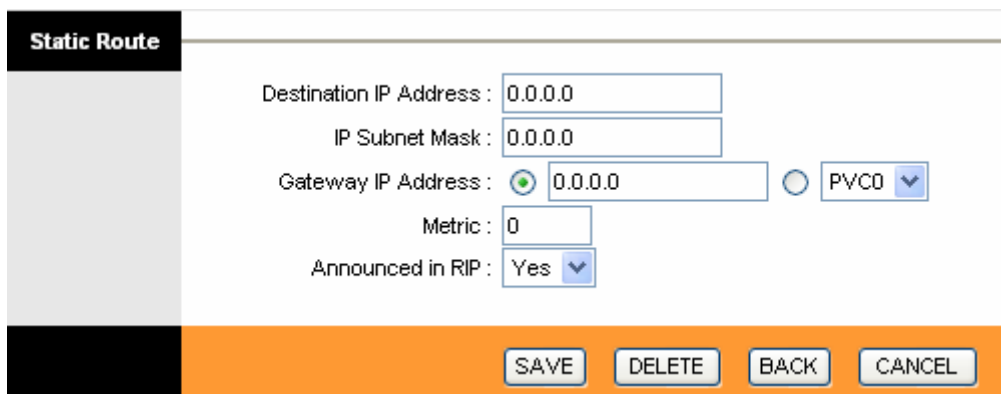 Static Route
Destination IP Address : 0.0.0.0
IP Subnet Mask : 0.0.0.0
Gateway IP Address : 0.0.0.0 PVC0
Metric : 0
Announced in RIP : Yes
SAVE DELETE BACK CANCEL